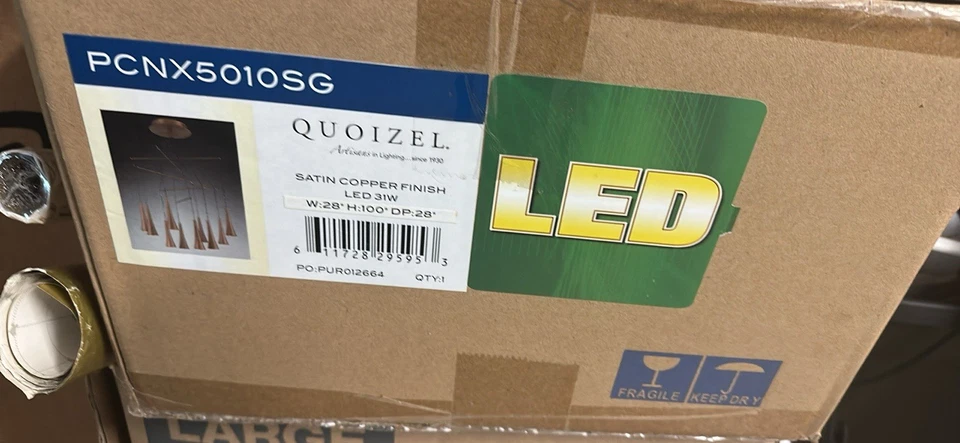 PCNX5010SG
QUOIZEL.
Artisans in Lighting...since 1930
SATIN COPPER FINISH
LED 31W
W:28" H:100" DP:28"
6 11728 29595 3
PO:PUR012664 QTY:1
LED
FRAGILE KEEP DRY
LARGE